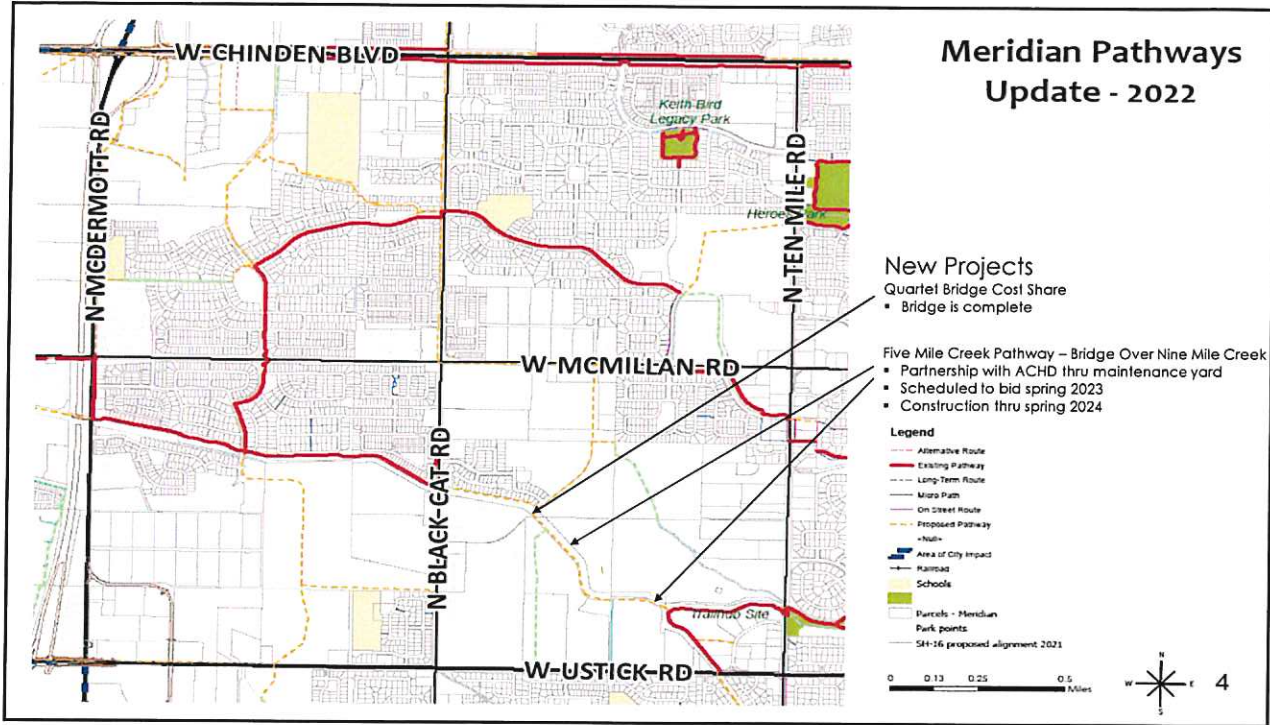 Meridian Pathways
Update - 2022
W CHINDEN BLVD
N MCDERMOTT RD
Keith Bird
Legacy Park
N TEN MILE RD
Heroes Park
New Projects
Quartet Bridge Cost Share
▪ Bridge is complete
W MCMILLAN RD
Five Mile Creek Pathway – Bridge Over Nine Mile Creek
▪ Partnership with ACHD thru maintenance yard
▪ Scheduled to bid spring 2023
▪ Construction thru spring 2024
N BLACK CAT RD
Legend
Alternative Route
Existing Pathway
Long-Term Route
Micro Path
On Street Route
Proposed Pathway
<Null>
Area of City Impact
Railroad
Schools
Parcels - Meridian
Park points
SH-16 proposed alignment 2021
Site
W USTICK RD
0 0.13 0.25 0.5
Miles
N
W E
S
4